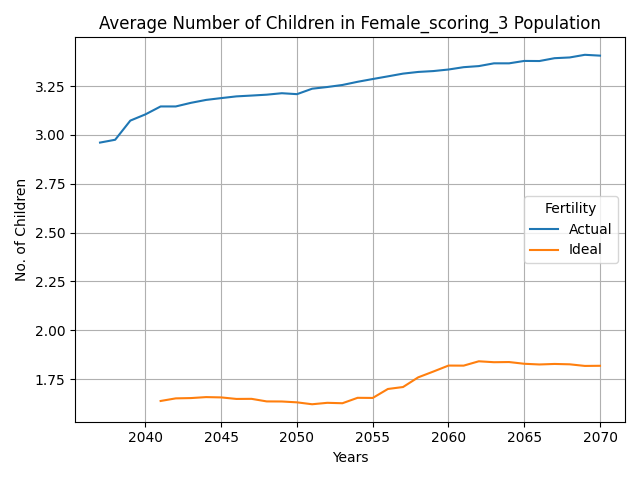 Average Number of Children in Female_scoring_3 Population
No. of Children
3.25
3.00
2.75
2.50
2.25
2.00
1.75
Fertility
Actual
Ideal
2040 2045 2050 2055 2060 2065 2070
Years